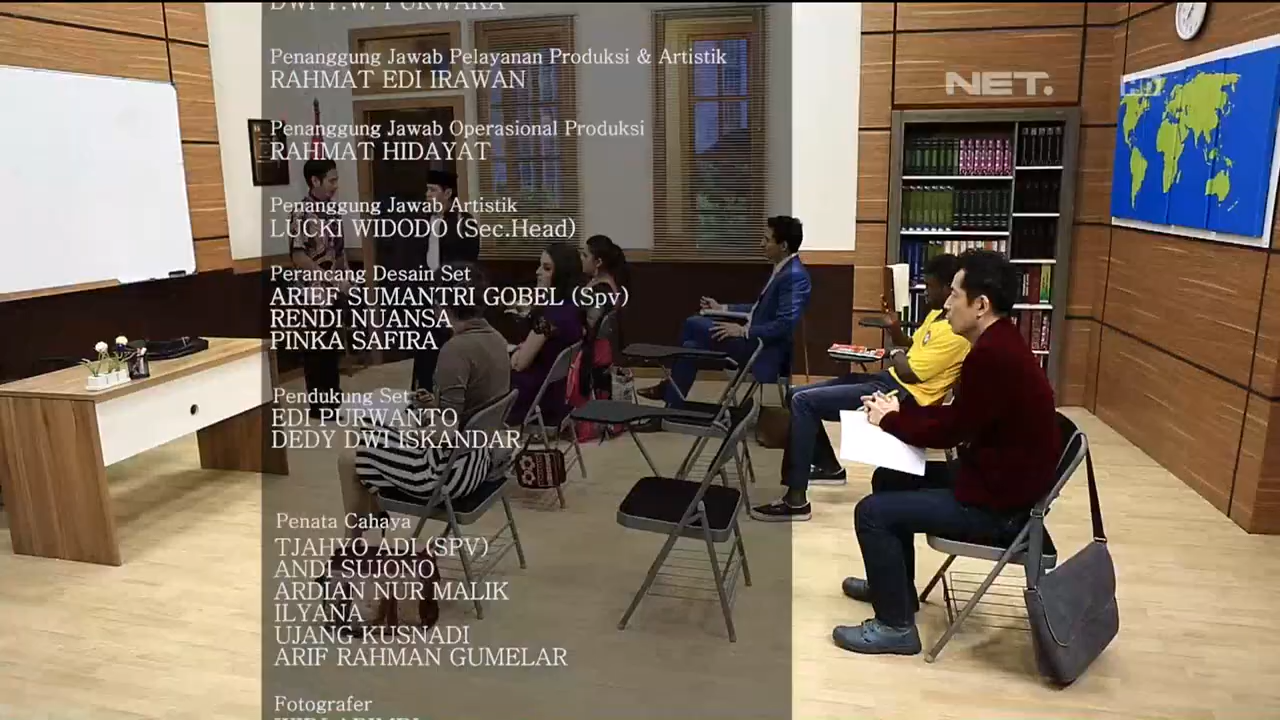 DWI T.W. PURWAKA
Penanggung Jawab Pelayanan Produksi & Artistik
RAHMAT EDI IRAWAN
NET.
HD
Penanggung Jawab Operasional Produksi
RAHMAT HIDAYAT
Penanggung Jawab Artistik
LUCKI WIDODO (Sec.Head)
Perancang Desain Set
ARIEF SUMANTRI GOBEL (Spv)
RENDI NUANSA
PINKA SAFIRA
Pendukung Set
EDI PURWANTO
DEDY DWI ISKANDAR
Penata Cahaya
TJAHYO ADI (SPV)
ANDI SUJONO
ARDIAN NUR MALIK
ILYANA
UJANG KUSNADI
ARIF RAHMAN GUMELAR
Fotografer